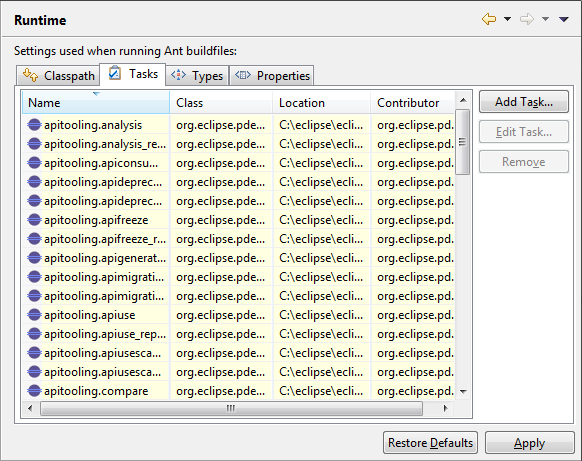 Runtime
Settings used when running Ant buildfiles:
Classpath Tasks Types Properties
Name Class Location Contributor Add Task...
apitooling.analysis org.eclipse.pde... C:\eclipse\ecli... org.eclipse.pd.
apitooling.analysis_re... org.eclipse.pde... C:\eclipse\ecli... org.eclipse.pd. Edit Task...
apitooling.apiconsu... org.eclipse.pde... C:\eclipse\ecli... org.eclipse.pd.
apitooling.apideprec... org.eclipse.pde... C:\eclipse\ecli... org.eclipse.pd. Remove
apitooling.apideprec... org.eclipse.pde... C:\eclipse\ecli... org.eclipse.pd.
apitooling.apifreeze org.eclipse.pde... C:\eclipse\ecli... org.eclipse.pd.
apitooling.apifreeze_r... org.eclipse.pde... C:\eclipse\ecli... org.eclipse.pd.
apitooling.apigenerat... org.eclipse.pde... C:\eclipse\ecli... org.eclipse.pd.
apitooling.apimigrati... org.eclipse.pde... C:\eclipse\ecli... org.eclipse.pd.
apitooling.apimigrati... org.eclipse.pde... C:\eclipse\ecli... org.eclipse.pd.
apitooling.apiuse org.eclipse.pde... C:\eclipse\ecli... org.eclipse.pd.
apitooling.apiuse_rep... org.eclipse.pde... C:\eclipse\ecli... org.eclipse.pd.
apitooling.apiusesca... org.eclipse.pde... C:\eclipse\ecli... org.eclipse.pd.
apitooling.apiusesca... org.eclipse.pde... C:\eclipse\ecli... org.eclipse.pd.
apitooling.compare org.eclipse.pde... C:\eclipse\ecli... org.eclipse.pd.
Restore Defaults Apply